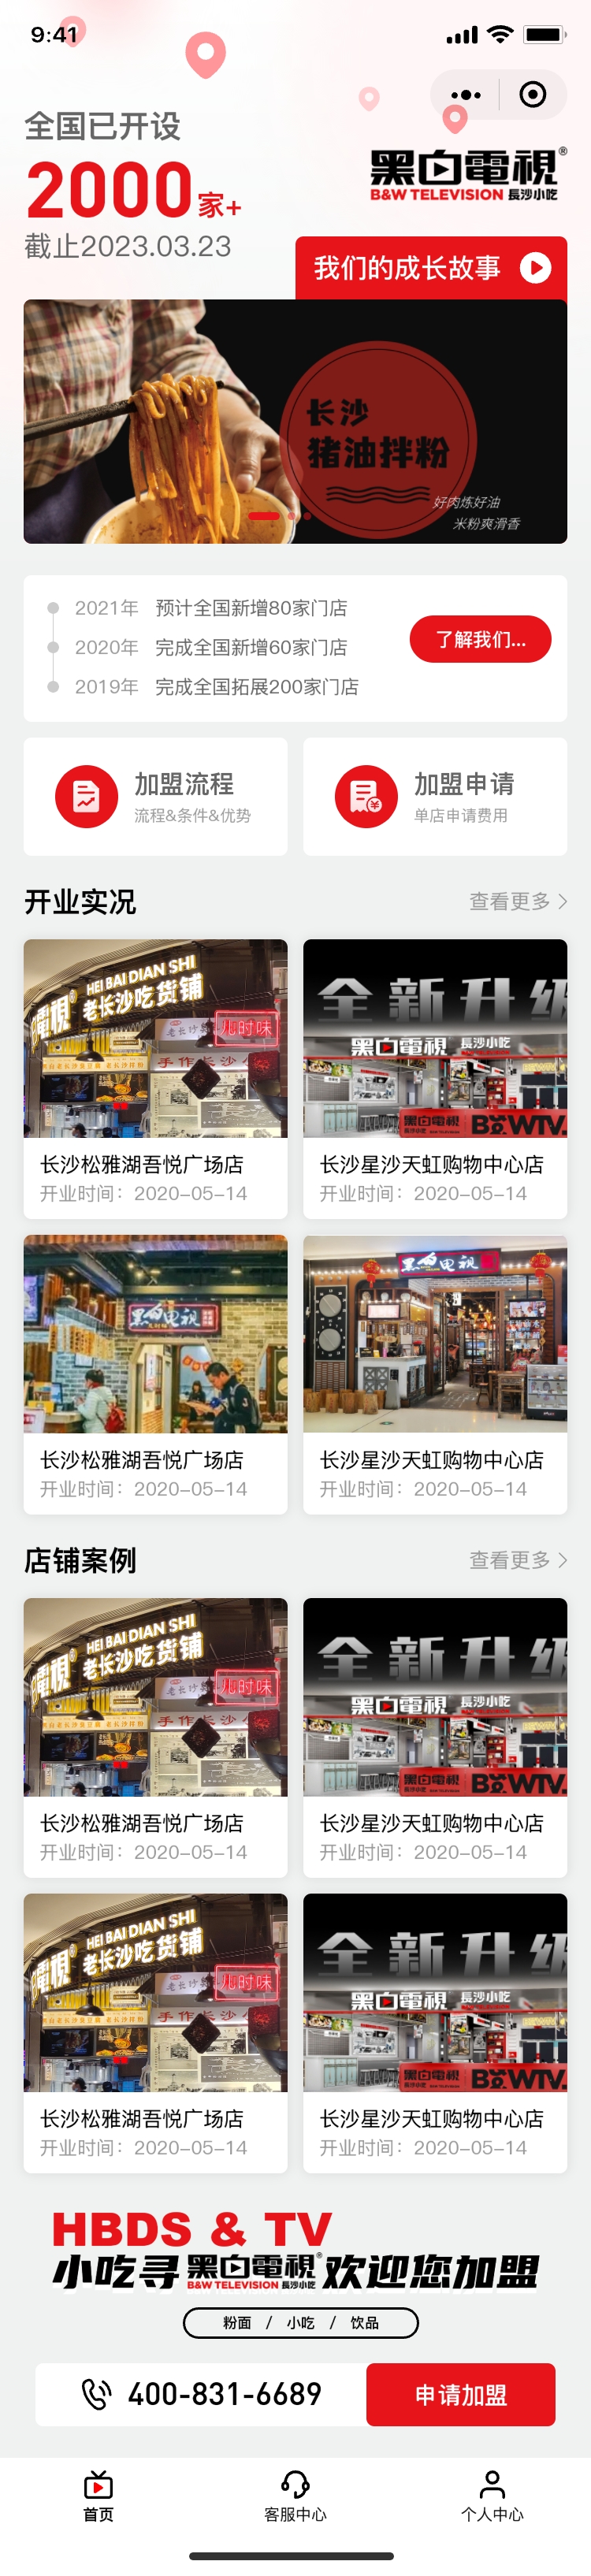 9:41
全国已开设
2000家+
截止2023.03.23
黑白電視®
B&W TELEVISION 長沙小吃
我们的成长故事
长沙
猪油拌粉
好肉炼好油
米粉爽滑香
2021年 预计全国新增80家门店
2020年 完成全国新增60家门店
2019年 完成全国拓展200家门店
了解我们...
加盟流程
流程&条件&优势
加盟申请
单店申请费用
开业实况
查看更多
電視®
HEI BAI DIAN SHI
老长沙吃货铺
旧时味
手作长沙小
全新升级
黑白電視 長沙小吃
黑白電視
B&WTV.
长沙松雅湖吾悦广场店
开业时间：2020-05-14
长沙星沙天虹购物中心店
开业时间：2020-05-14
黑白电视
黑白电视
长沙松雅湖吾悦广场店
开业时间：2020-05-14
长沙星沙天虹购物中心店
开业时间：2020-05-14
店铺案例
查看更多
電視®
HEI BAI DIAN SHI
老长沙吃货铺
旧时味
手作长沙小
全新升级
黑白電視 長沙小吃
黑白電視
B&WTV.
长沙松雅湖吾悦广场店
开业时间：2020-05-14
长沙星沙天虹购物中心店
开业时间：2020-05-14
電視®
HEI BAI DIAN SHI
老长沙吃货铺
旧时味
手作长沙小
全新升级
黑白電視 長沙小吃
黑白電視
B&WTV.
长沙松雅湖吾悦广场店
开业时间：2020-05-14
长沙星沙天虹购物中心店
开业时间：2020-05-14
HBDS & TV
小吃寻黑白電視®欢迎您加盟
B&W TELEVISION 長沙小吃
粉面 / 小吃 / 饮品
400-831-6689
申请加盟
首页
客服中心
个人中心